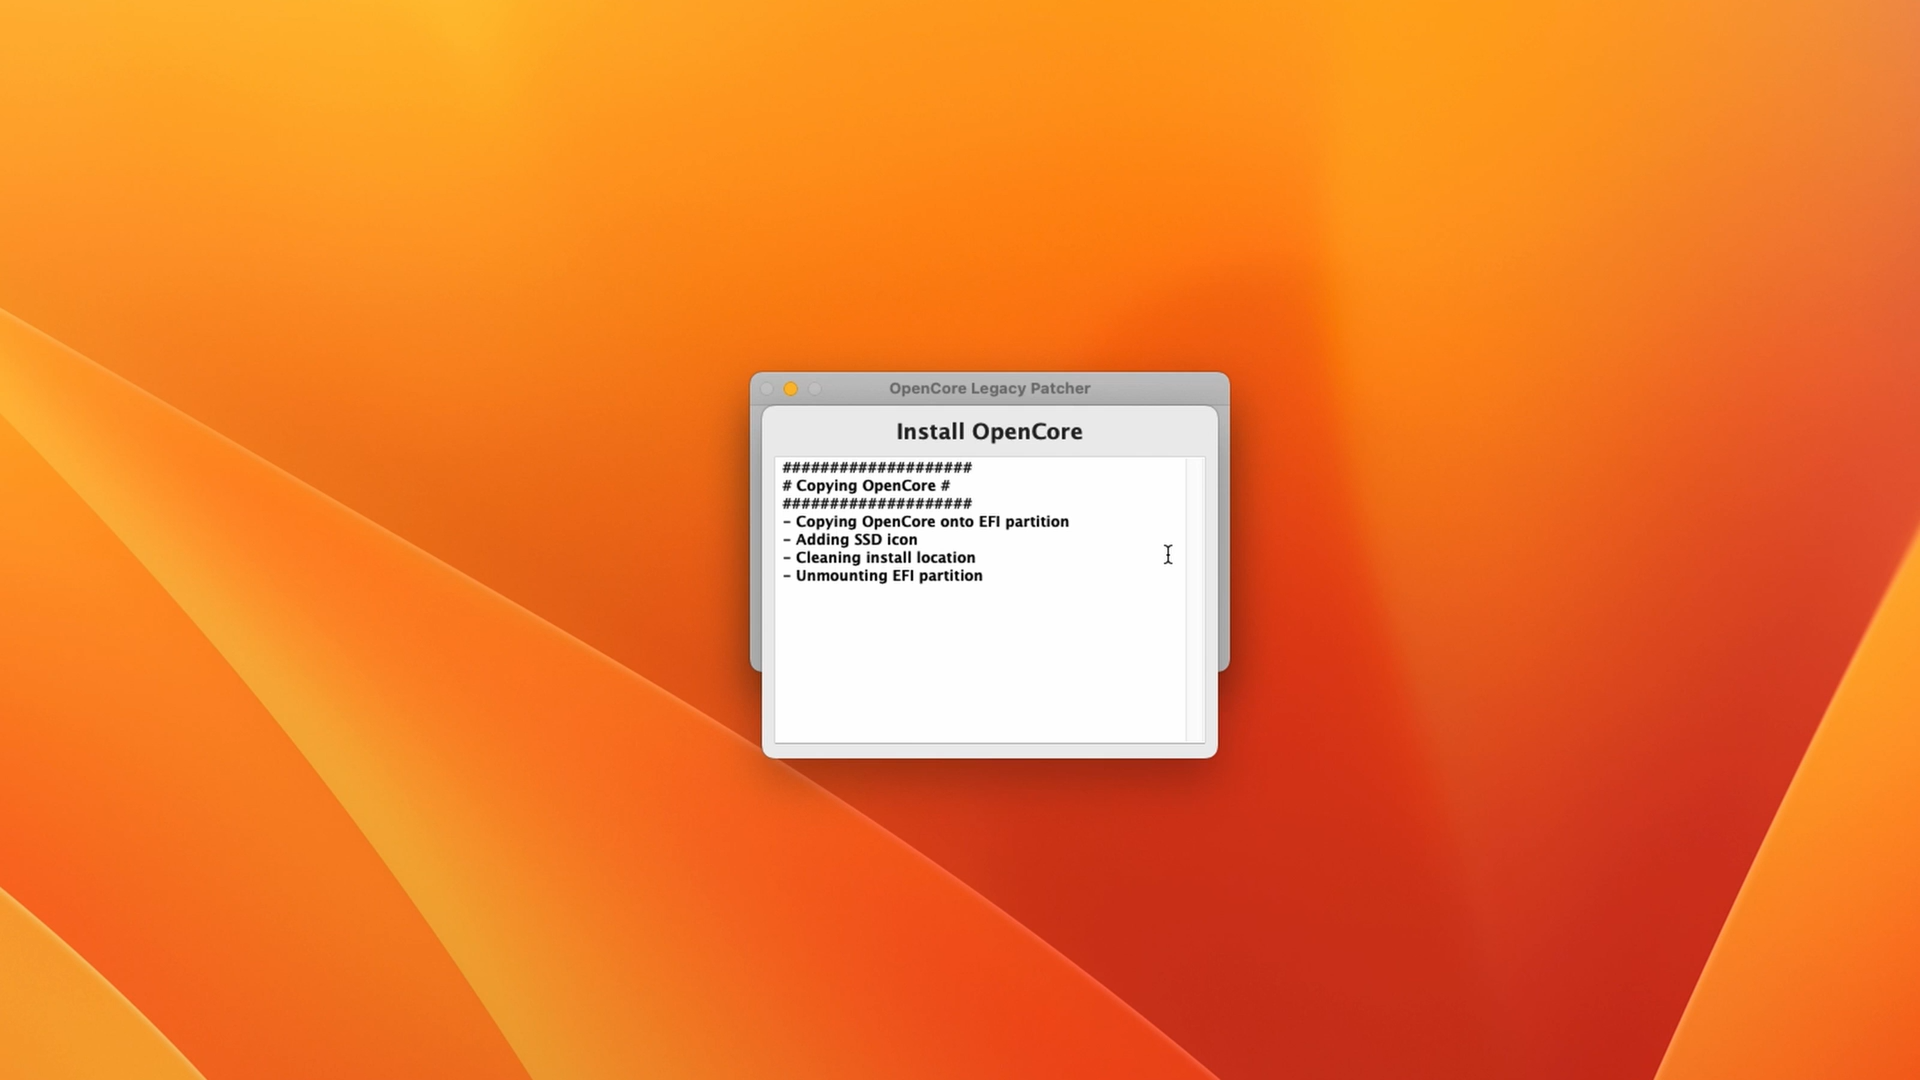 OpenCore Legacy Patcher
Install OpenCore
####################
# Copying OpenCore #
####################
- Copying OpenCore onto EFI partition
- Adding SSD icon
- Cleaning install location
- Unmounting EFI partition